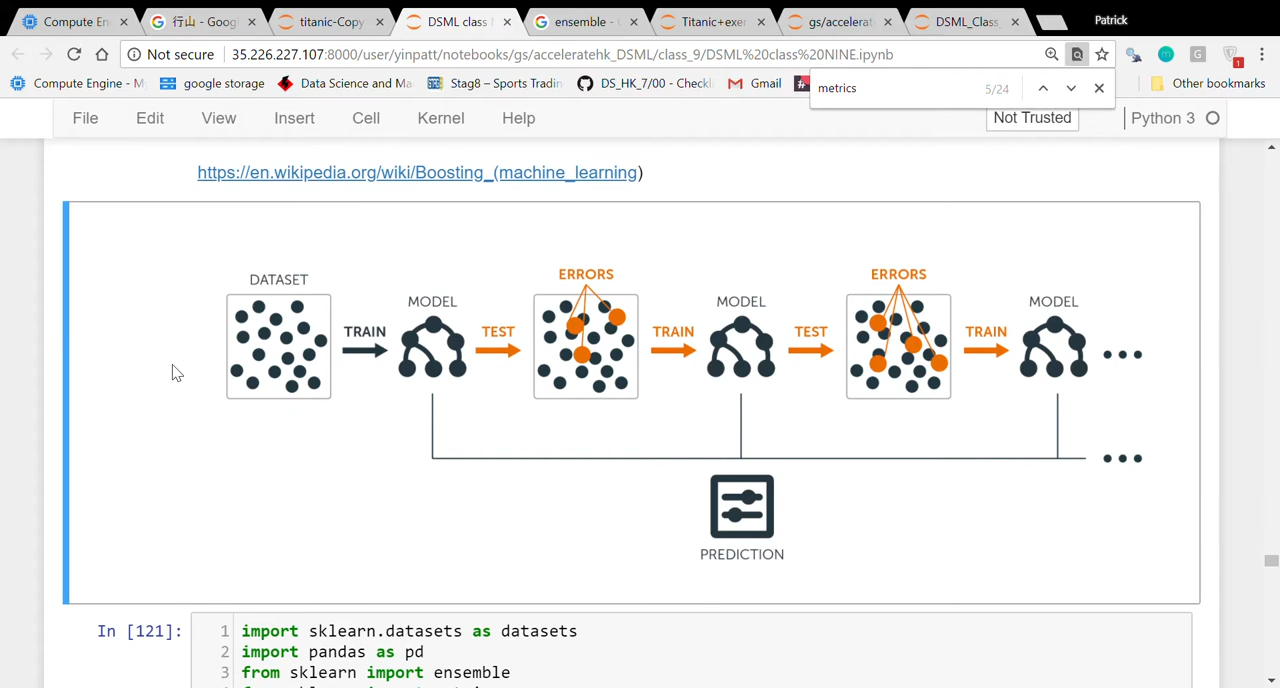 Compute En
行山 - Goog
titanic-Copy
DSML class
ensemble - G
Titanic+exer
gs/accelerat
DSML_Class
Patrick
Not secure
35.226.227.107:8000/user/yinpatt/notebooks/gs/acceleratehk_DSML/class_9/DSML%20class%20NINE.ipynb
Compute Engine - My
google storage
Data Science and Ma
Stag8 – Sports Tradin
DS_HK_7/00 - Checkl
Gmail
Other bookmarks
metrics
5/24
File
Edit
View
Insert
Cell
Kernel
Help
Not Trusted
Python 3
https://en.wikipedia.org/wiki/Boosting_(machine_learning)
DATASET
TRAIN
MODEL
TEST
ERRORS
TRAIN
MODEL
TEST
ERRORS
TRAIN
MODEL
PREDICTION
In [121]:
1 import sklearn.datasets as datasets
2 import pandas as pd
3 from sklearn import ensemble